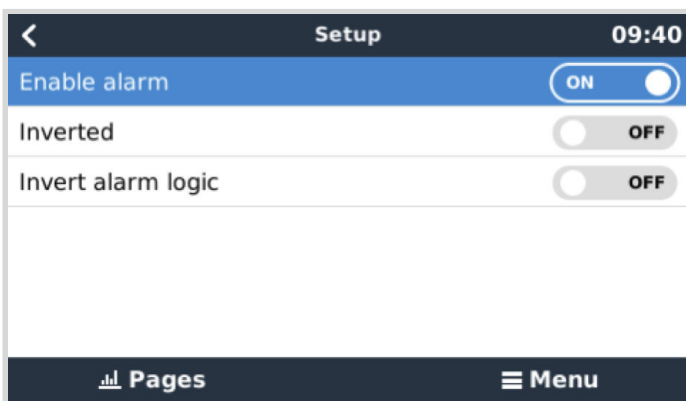 Setup 09:40
Enable alarm ON
Inverted OFF
Invert alarm logic OFF
Pages Menu